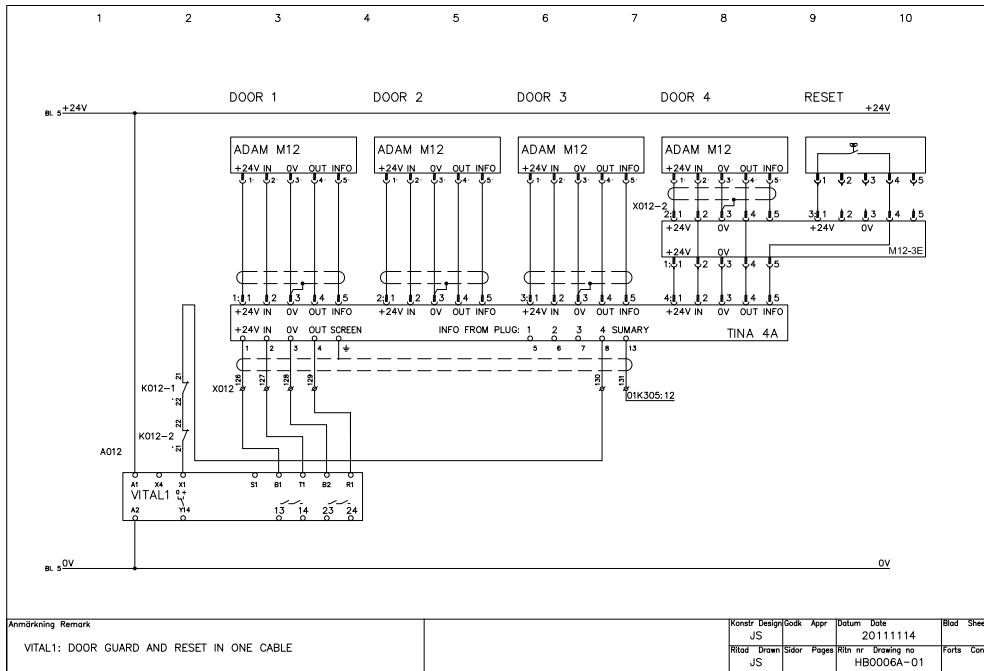 1 2 3 4 5 6 7 8 9 10
DOOR 1 DOOR 2 DOOR 3 DOOR 4 RESET
Bl. 5 +24V +24V
ADAM M12 ADAM M12 ADAM M12 ADAM M12
+24V IN 0V OUT INFO +24V IN 0V OUT INFO +24V IN 0V OUT INFO +24V IN 0V OUT INFO
1 2 3 4 5 1 2 3 4 5 1 2 3 4 5 1 2 3 4 5 1 2 3 4 5
X012-2
2:1 2 3 4 5 3:1 2 3 4 5
+24V 0V +24V 0V
M12-3E
+24V 0V
1:1 2 3 4 5
1:1 2 3 4 5 2:1 2 3 4 5 3:1 2 3 4 5 4:1 2 3 4 5
+24V IN 0V OUT INFO +24V IN 0V OUT INFO +24V IN 0V OUT INFO +24V IN 0V OUT INFO
+24V IN 0V OUT SCREEN INFO FROM PLUG: 1 2 3 4 SUMARY TINA 4A
1 2 3 4 5 6 7 8 13
21
K012-1
22
X012 126 127 128 129 130 131
01K305:12
22
K012-2
21
A012
A1 X4 X1 S1 B1 T1 B2 R1
VITAL1 0 +
A2 Y14 13 14 23 24
Bl. 5 0V 0V
Anmärkning Remark
VITAL1: DOOR GUARD AND RESET IN ONE CABLE
Konstr Design Godk Appr Datum Date Blad Shee
JS 20111114
Ritad Drawn Sidor Pages Ritn nr Drawing no Forts Con
JS HB0006A-01